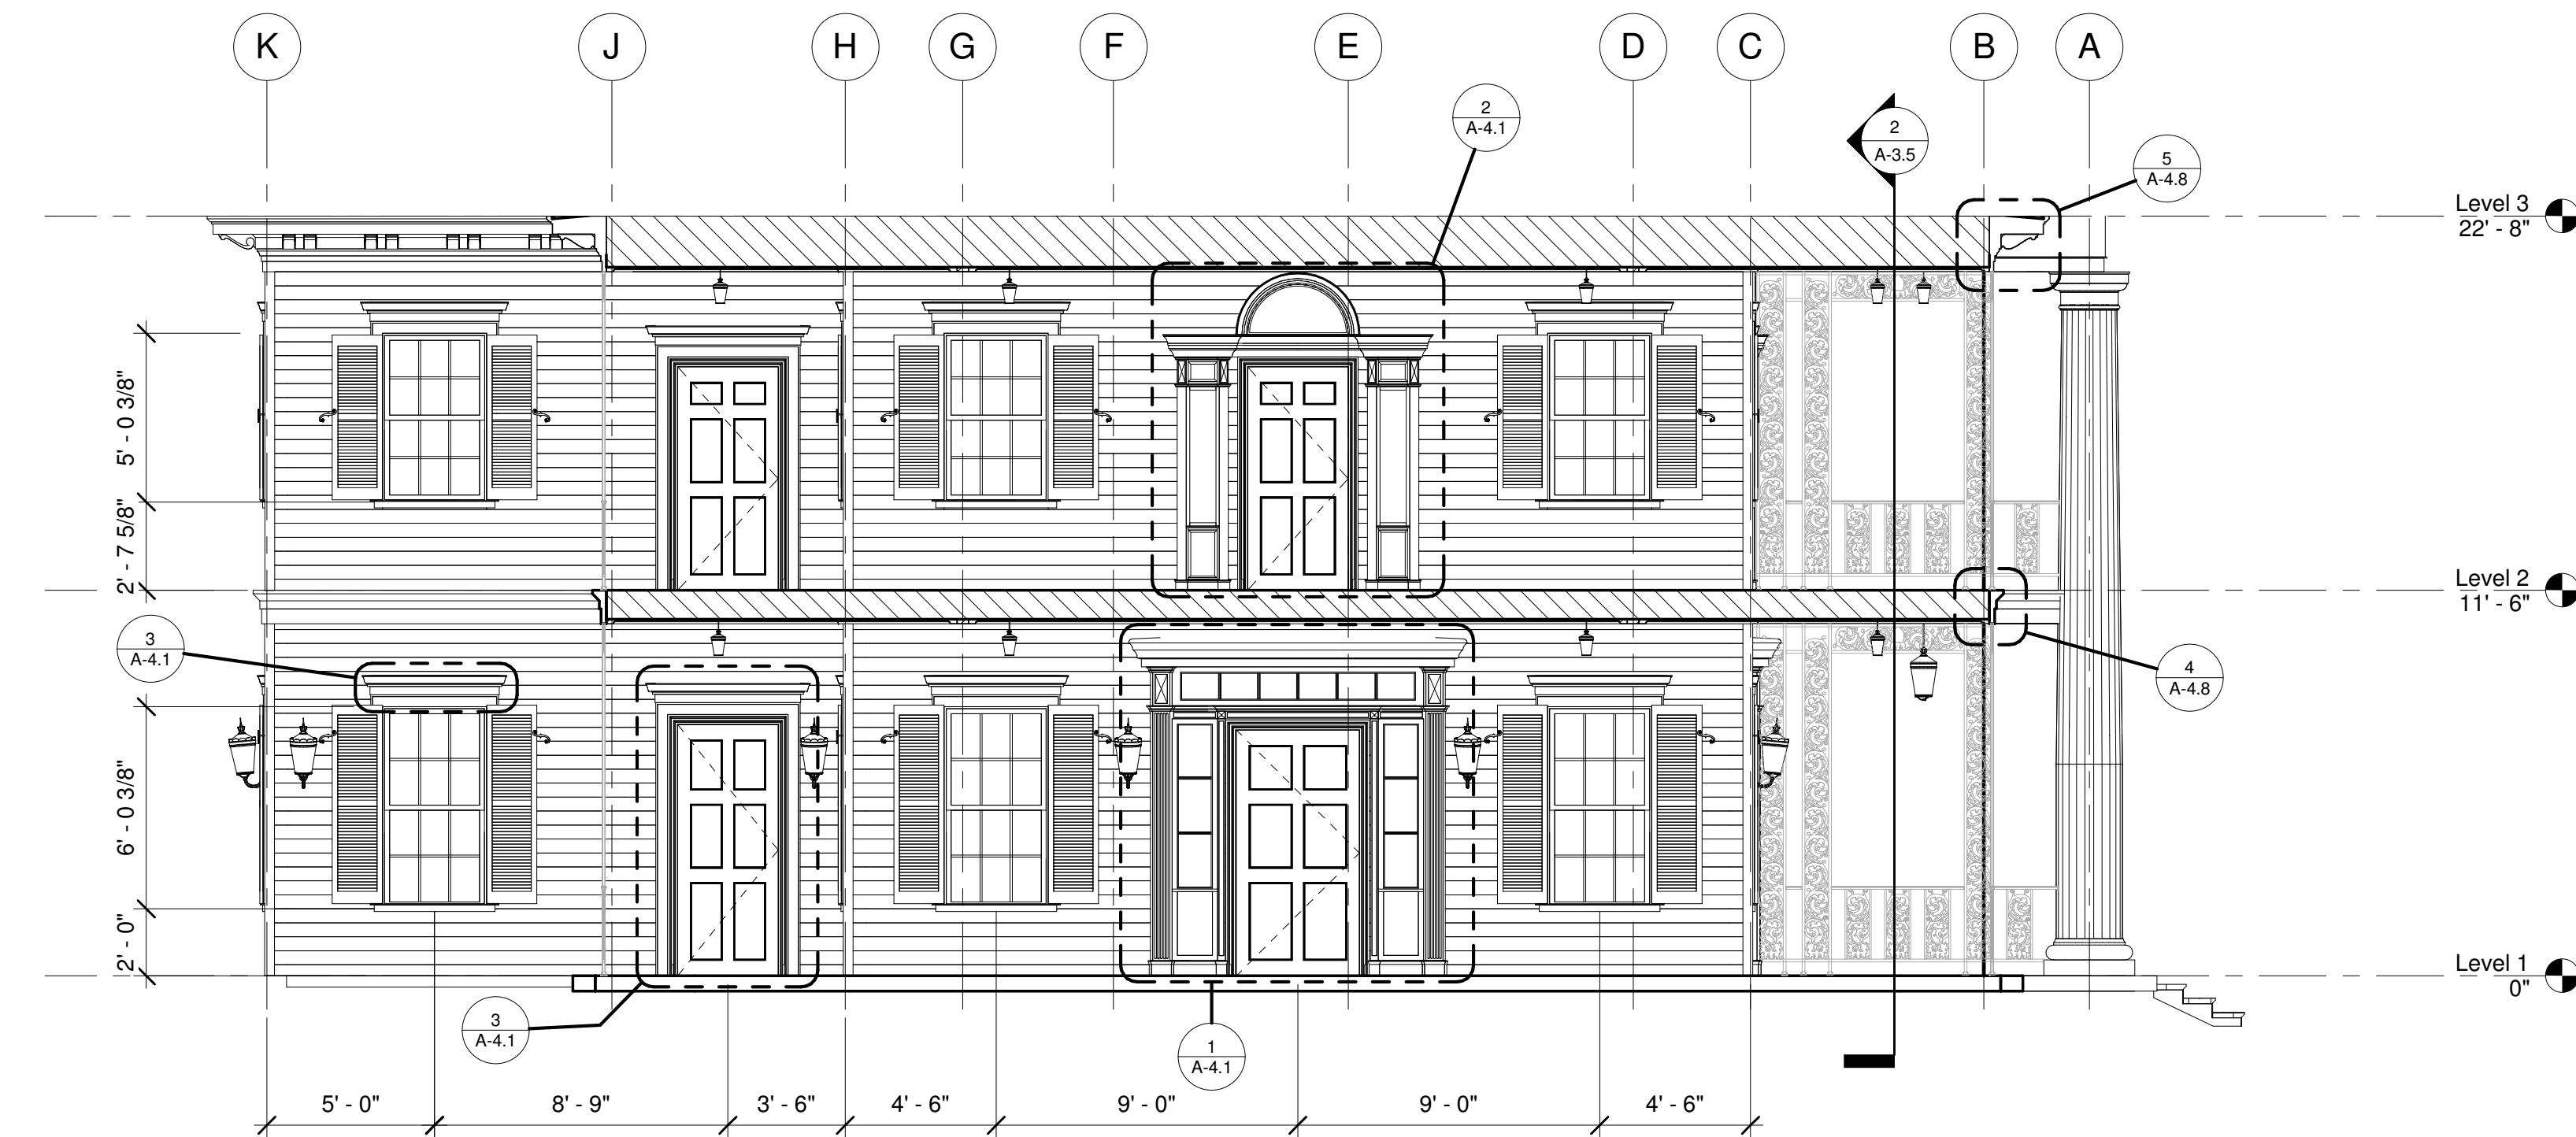 K
J
H
G
F
E
D
C
B
A
2
A-4.1
2
A-3.5
5
A-4.8
Level 3
22' - 8"
5' - 0 3/8"
2' - 7 5/8"
Level 2
11' - 6"
3
A-4.1
4
A-4.8
6' - 0 3/8"
2' - 0"
Level 1
0"
3
A-4.1
1
A-4.1
5' - 0"
8' - 9"
3' - 6"
4' - 6"
9' - 0"
9' - 0"
4' - 6"